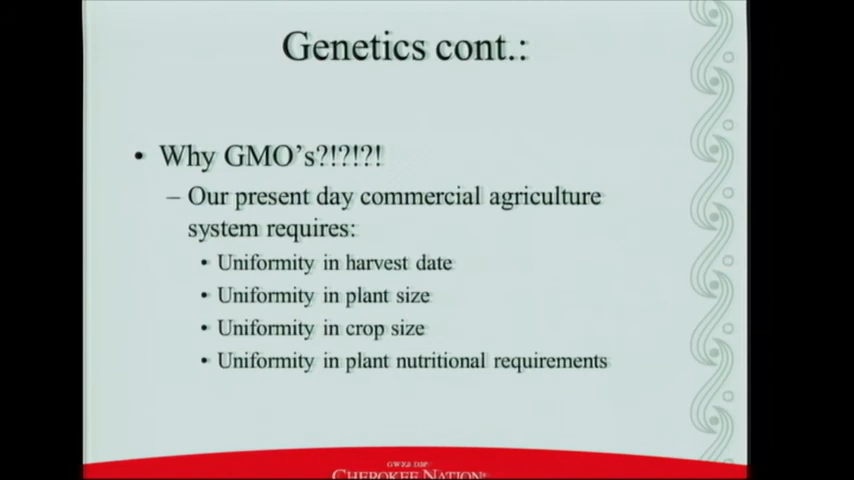 Genetics cont.:
• Why GMO's?!?!?!
– Our present day commercial agriculture
system requires:
• Uniformity in harvest date
• Uniformity in plant size
• Uniformity in crop size
• Uniformity in plant nutritional requirements
CHEROKEE NATION